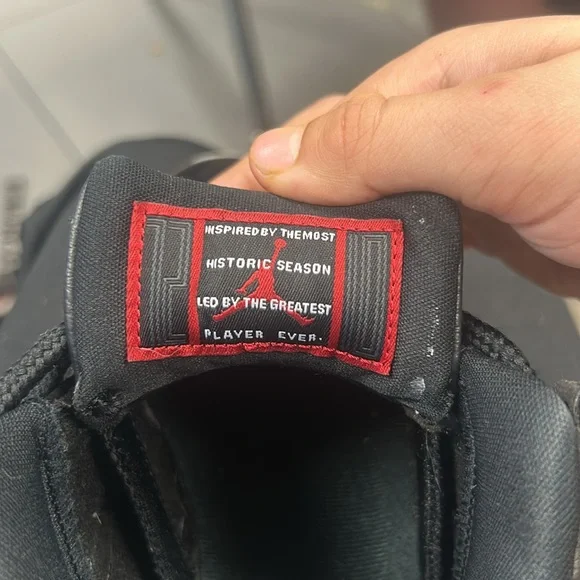 INSPIRED BY THE MOST
HISTORIC SEASON
LED BY THE GREATEST
PLAYER EVER.